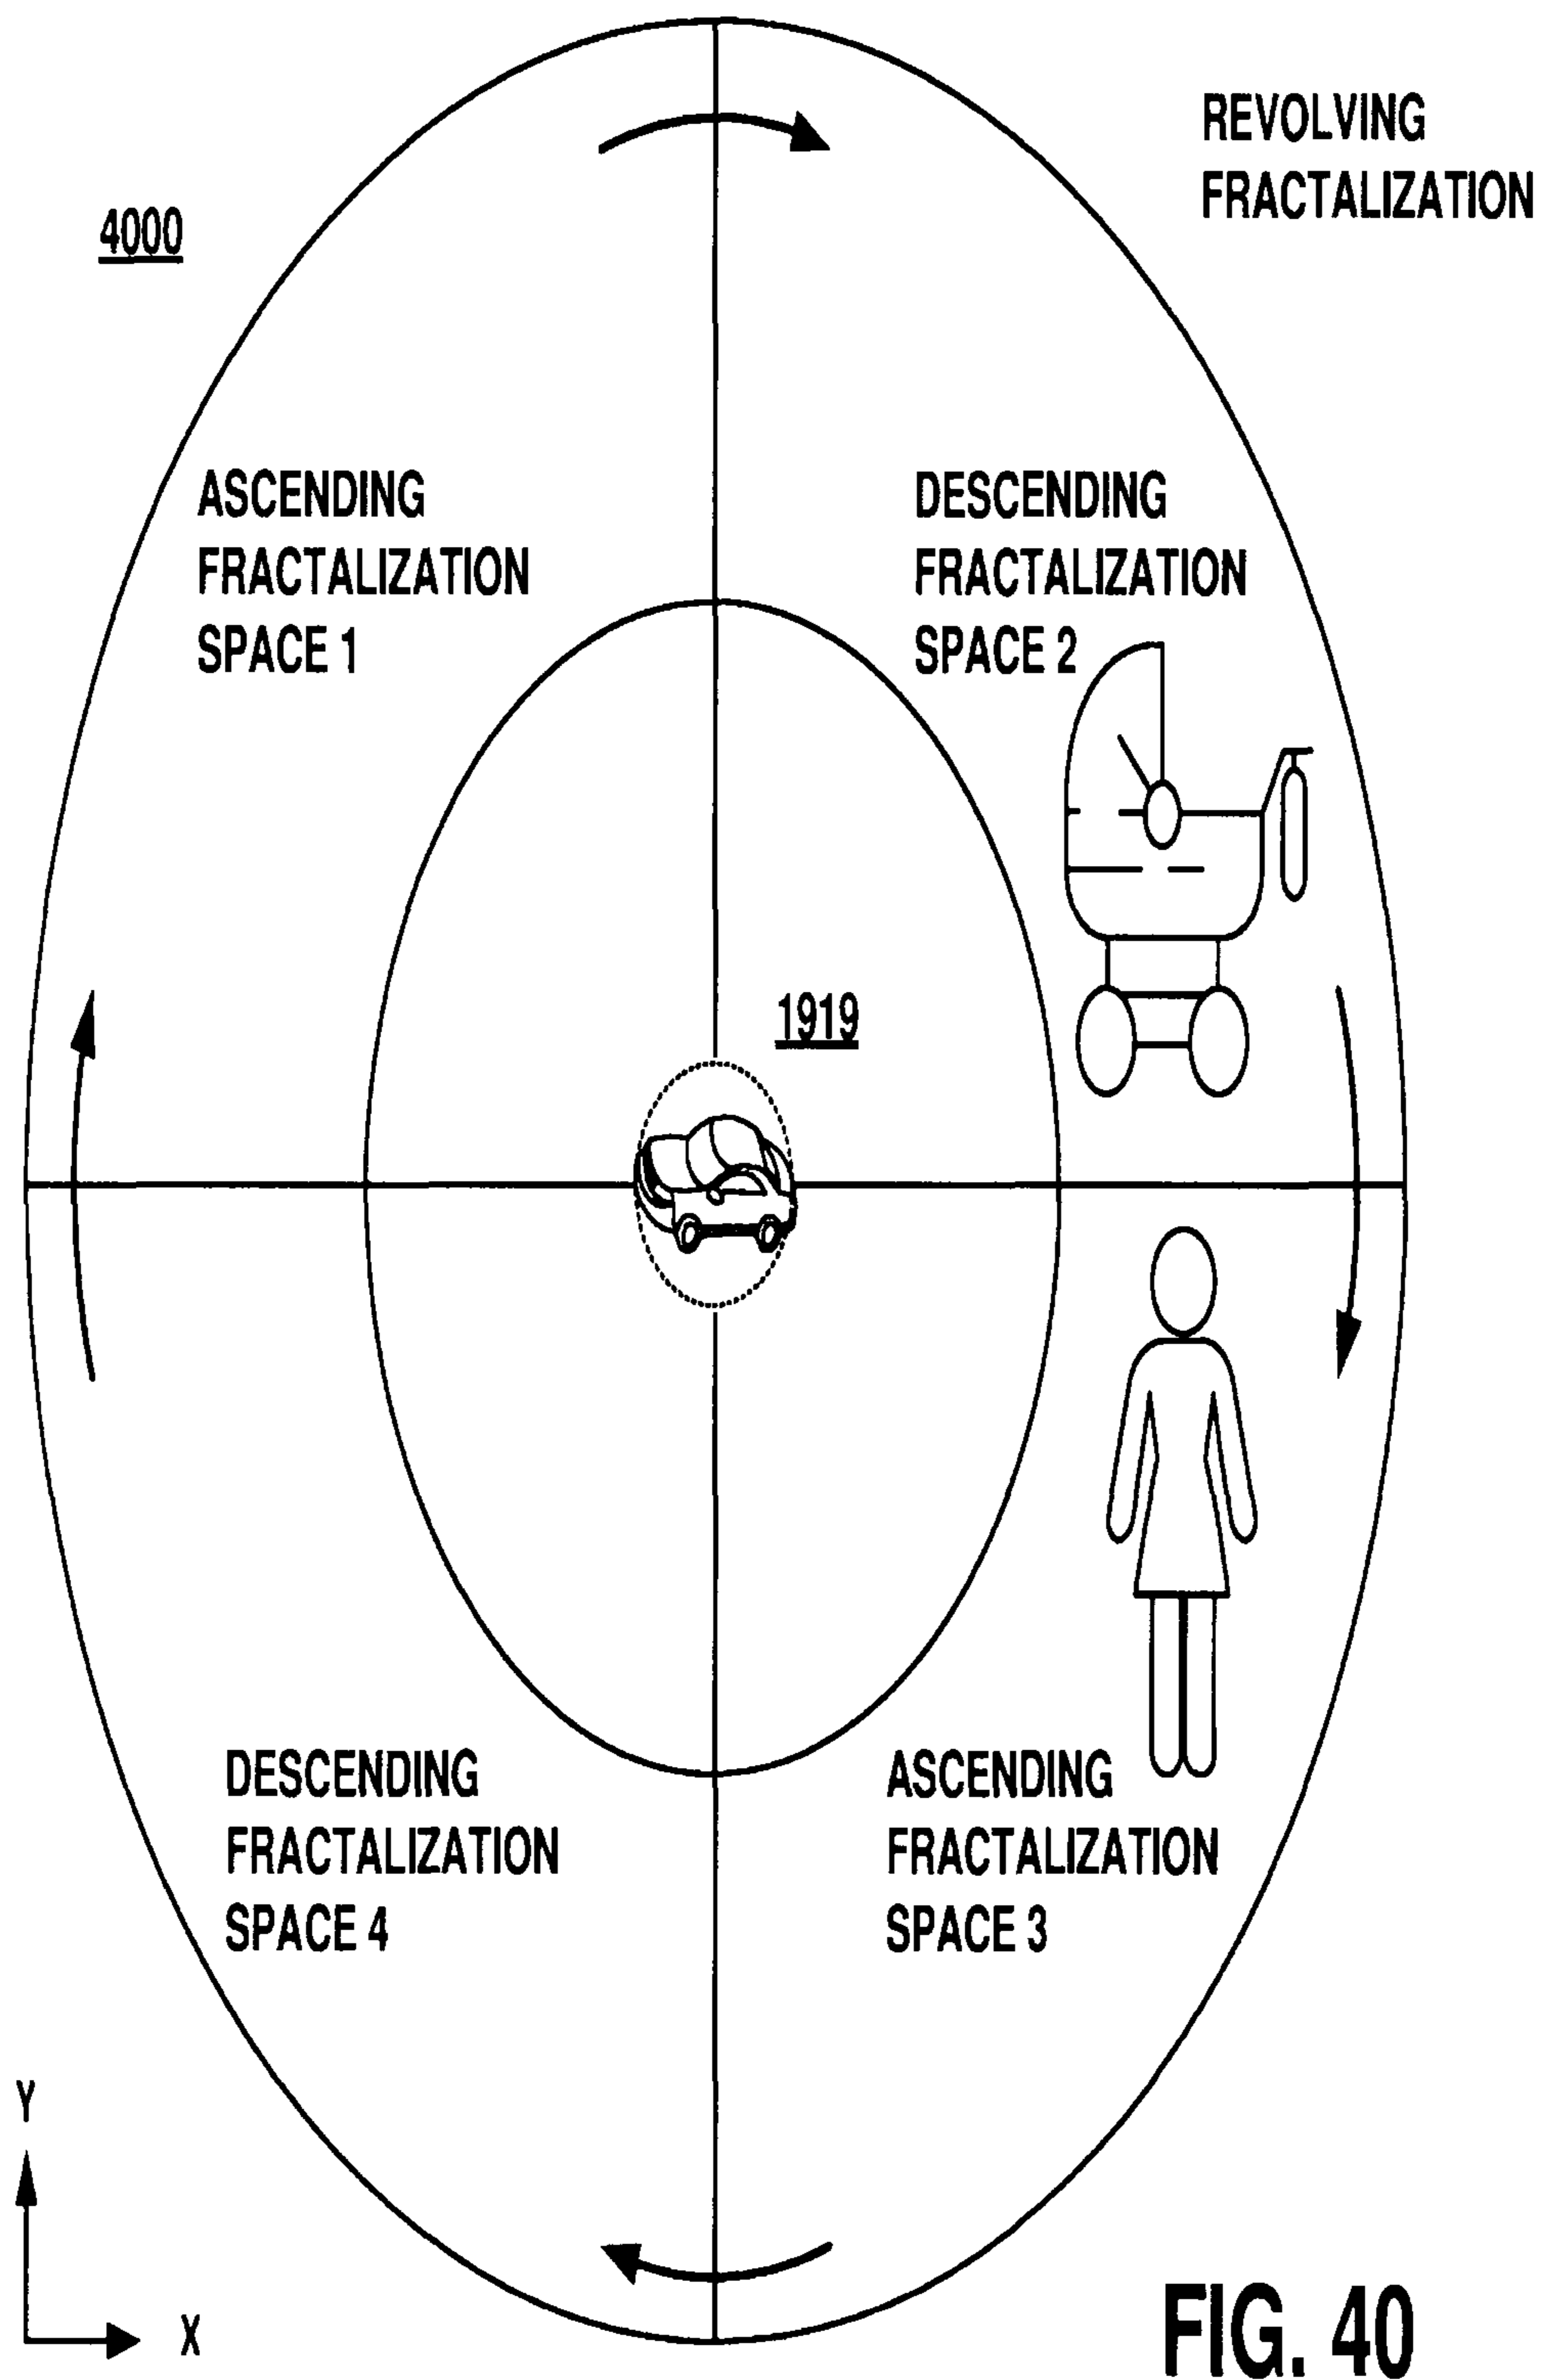 REVOLVING
FRACTALIZATION
4000
ASCENDING
FRACTALIZATION
SPACE 1
DESCENDING
FRACTALIZATION
SPACE 2
1919
DESCENDING
FRACTALIZATION
SPACE 4
ASCENDING
FRACTALIZATION
SPACE 3
Y
X
FIG. 40